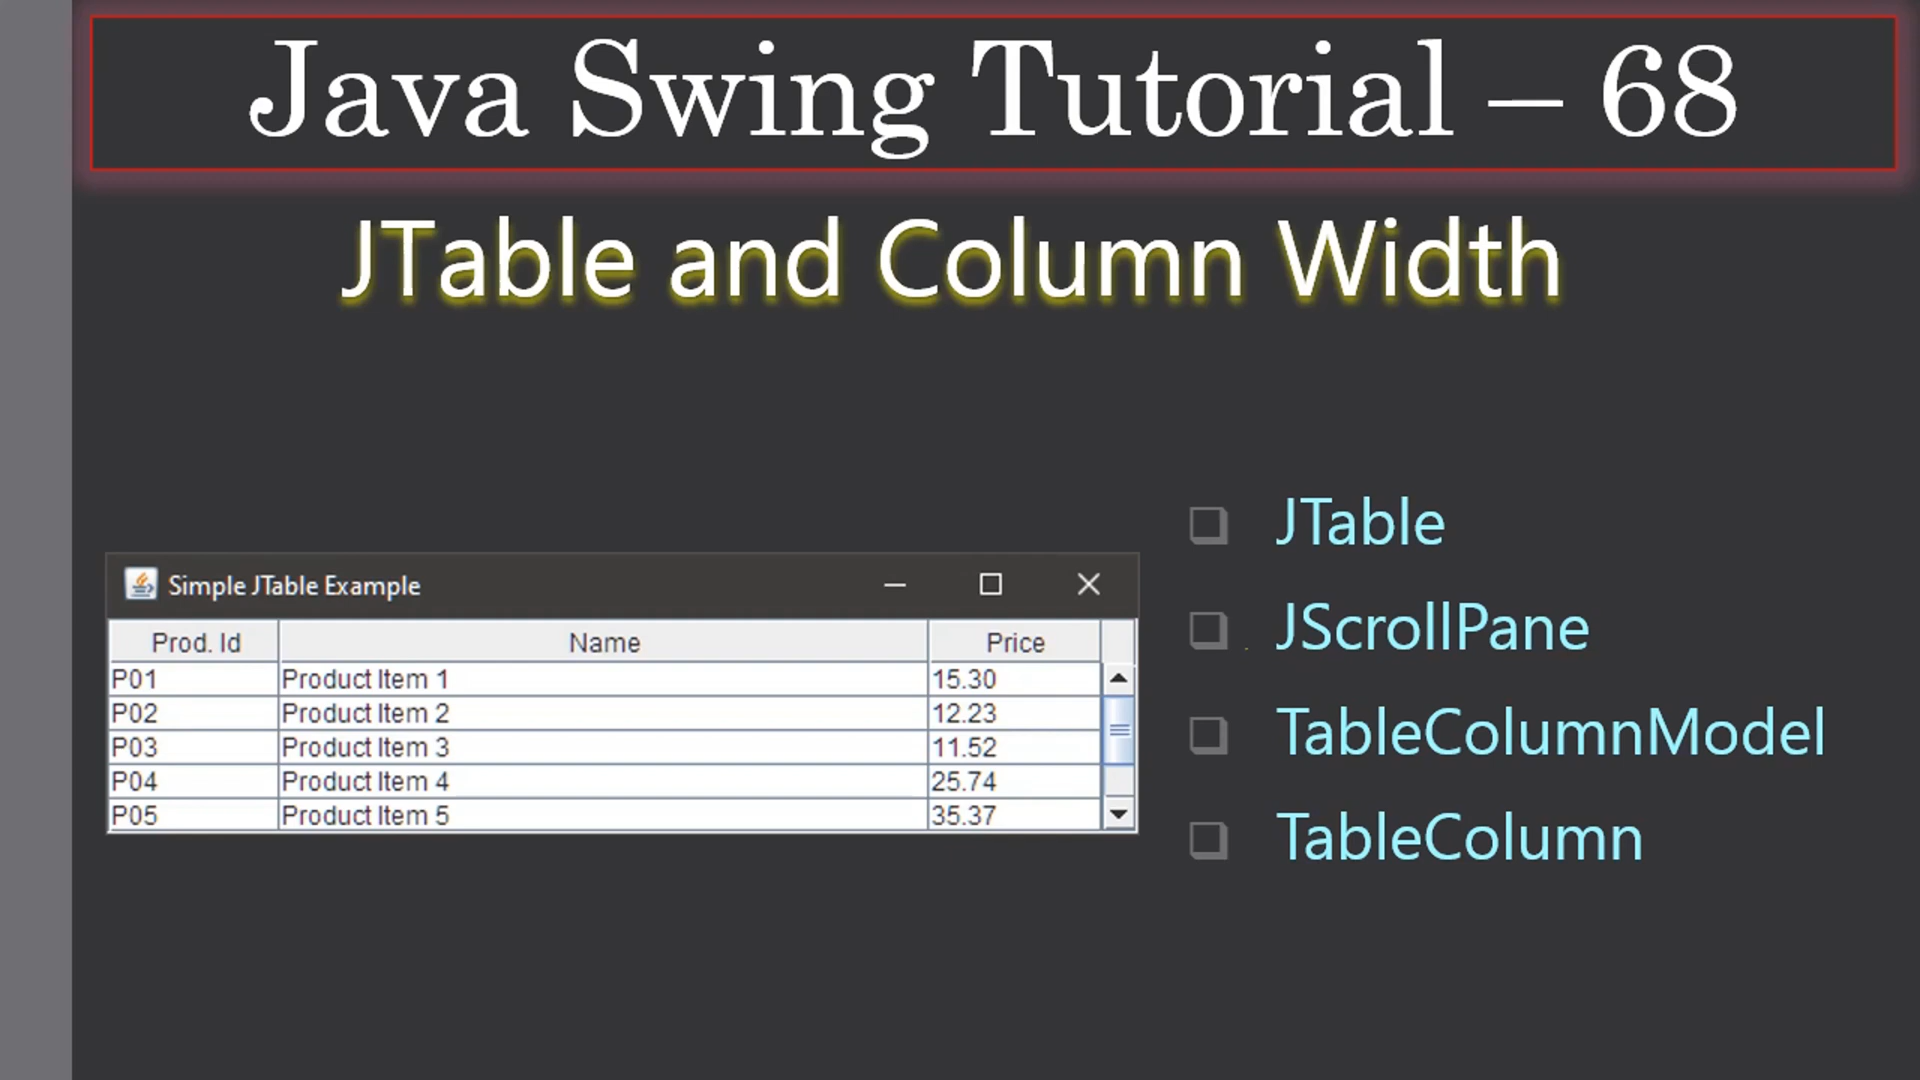 Java Swing Tutorial – 68
JTable and Column Width
Simple JTable Example
Prod. Id Name Price
P01 Product Item 1 15.30
P02 Product Item 2 12.23
P03 Product Item 3 11.52
P04 Product Item 4 25.74
P05 Product Item 5 35.37
JTable
JScrollPane
TableColumnModel
TableColumn